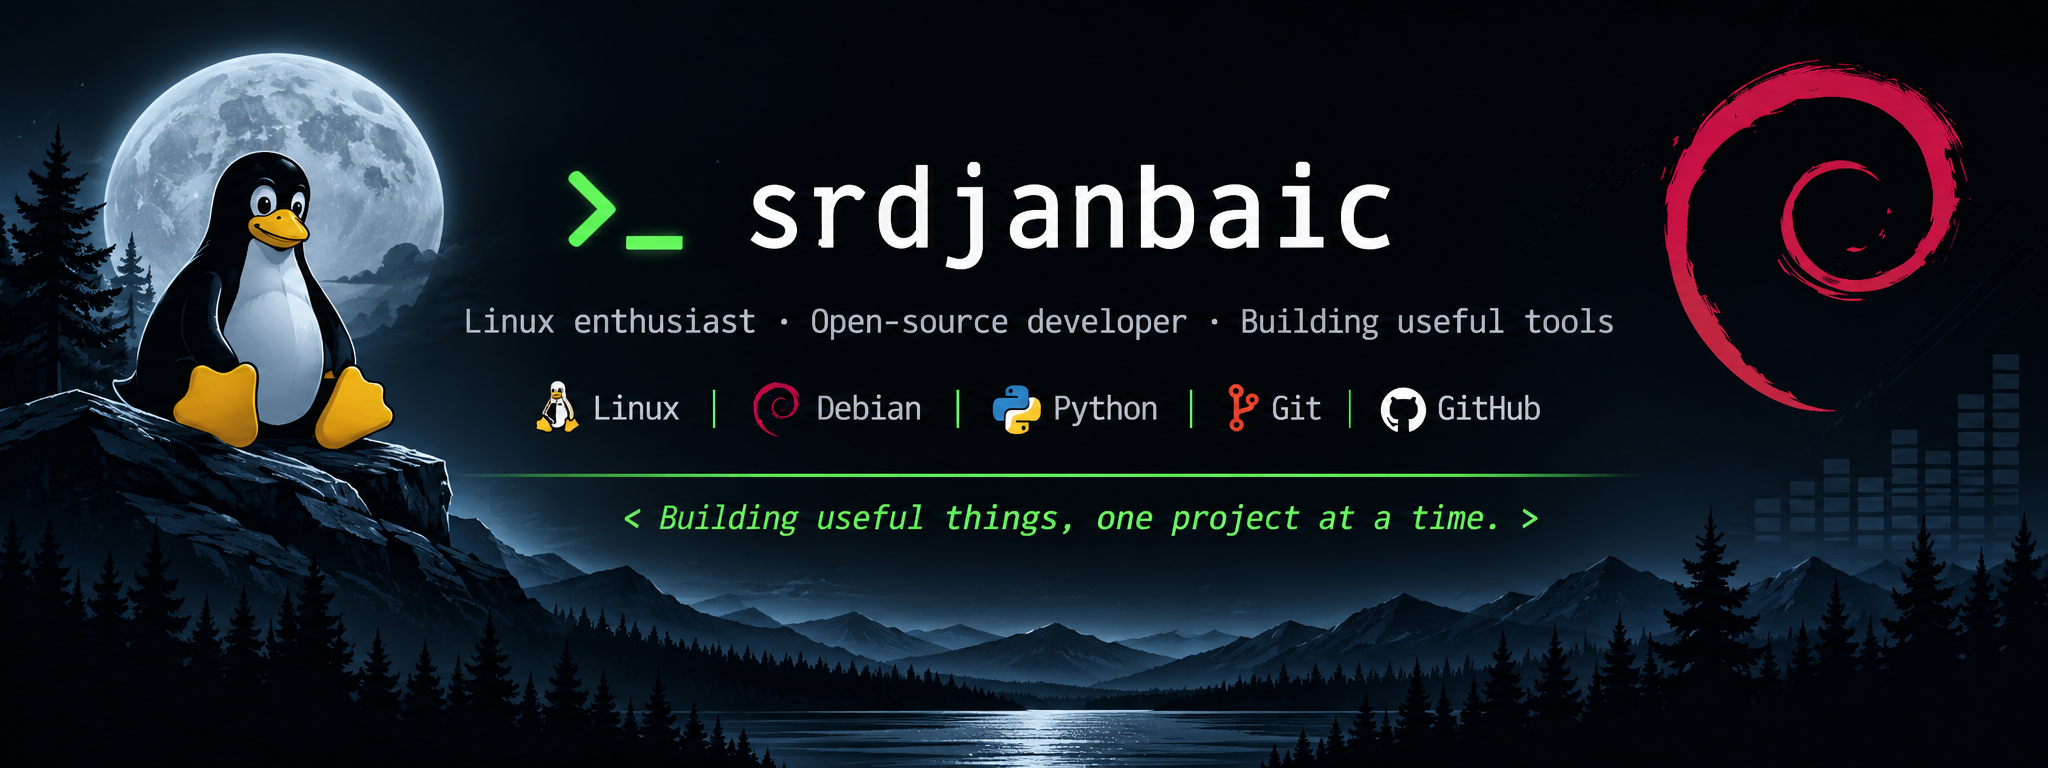 >_ srdjanbaic
Linux enthusiast · Open-source developer · Building useful tools
Linux | Debian | Python | Git | GitHub
< Building useful things, one project at a time. >